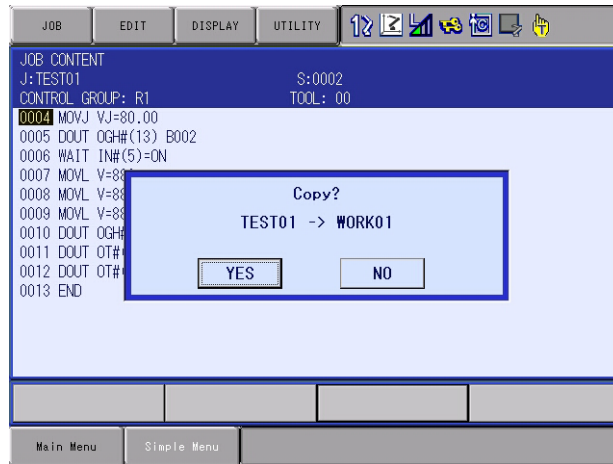 JOB EDIT DISPLAY UTILITY
JOB CONTENT
J:TEST01 S:0002
CONTROL GROUP: R1 TOOL: 00
0004 MOVJ VJ=80.00
0005 DOUT OGH#(13) B002
0006 WAIT IN#(5)=ON
0007 MOVL V=88
0008 MOVL V=88
0009 MOVL V=88
0010 DOUT OGH#
0011 DOUT OT#(
0012 DOUT OT#(
0013 END
Copy?
TEST01 -> WORK01
YES NO
Main Menu Simple Menu